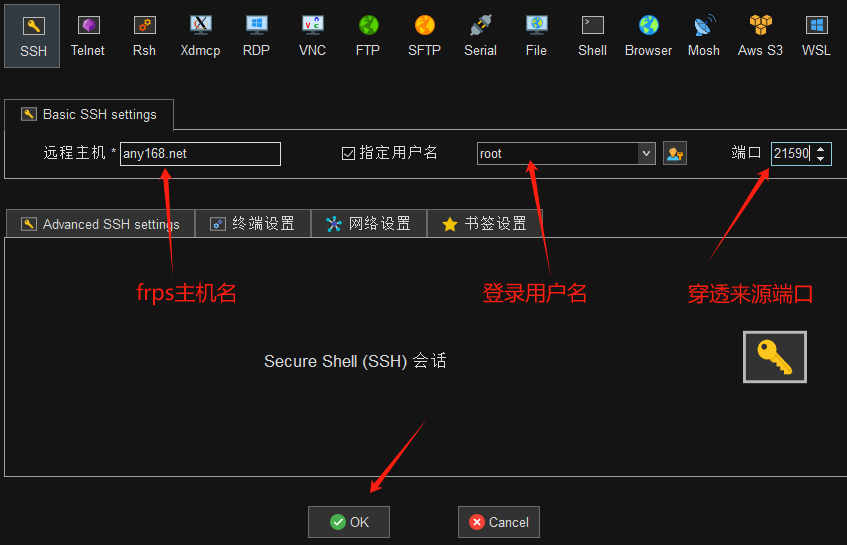 SSH Telnet Rsh Xdmcp RDP VNC FTP SFTP Serial File Shell Browser Mosh Aws S3 WSL
Basic SSH settings
远程主机 * any168.net 指定用户名 root 端口 21590
Advanced SSH settings 终端设置 网络设置 书签设置
frps主机名 登录用户名 穿透来源端口
Secure Shell (SSH) 会话
OK Cancel